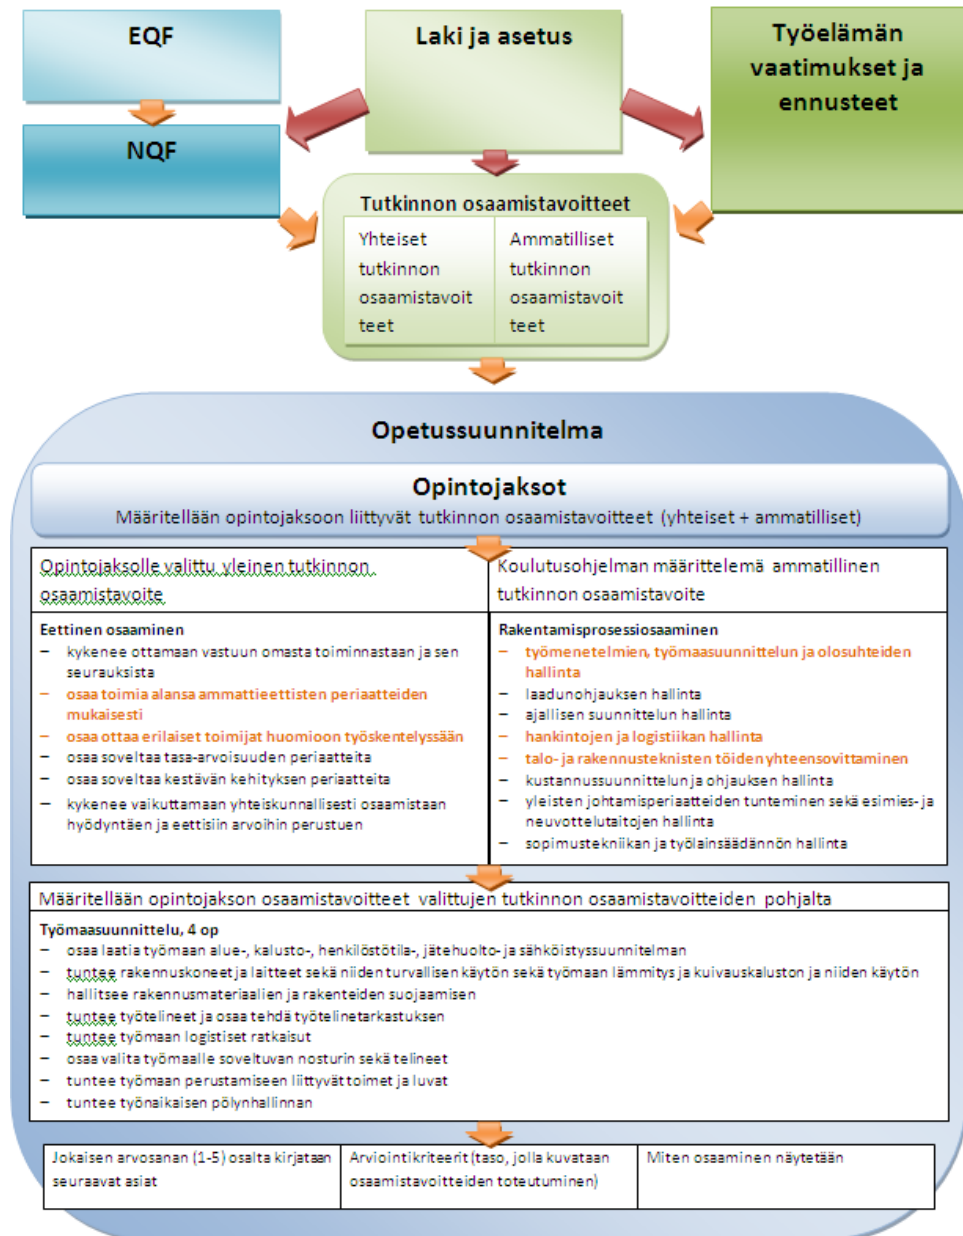 EQF
Laki ja asetus
Työelämän
vaatimukset ja
ennusteet
NQF
Tutkinnon osaamistavoitteet
Yhteiset
tutkinnon
osaamistavoit
teet
Ammatilliset
tutkinnon
osaamistavoit
teet
Opetussuunnitelma
Opintojaksot
Määritellään opintojaksoon liittyvät tutkinnon osaamistavoitteet (yhteiset + ammatilliset)
Opintojaksolle valittu yleinen tutkinnon
osaamistavoite
Koulutusohjelman määrittelemä ammatillinen
tutkinnon osaamistavoite
Eettinen osaaminen
– kykenee ottamaan vastuun omasta toiminnastaan ja sen
seurauksista
– osaa toimia alansa ammattieettisten periaatteiden
mukaisesti
– osaa ottaa erilaiset toimijat huomioon työskentelyssään
– osaa soveltaa tasa-arvoisuuden periaatteita
– osaa soveltaa kestävän kehityksen periaatteita
– kykenee vaikuttamaan yhteiskunnallisesti osaamistaan
hyödyntäen ja eettisiin arvoihin perustuen
Rakentamisprosessiosaaminen
– työmenetelmien, työmaasuunnittelun ja olosuhteiden
hallinta
– laadunohjauksen hallinta
– ajallisen suunnittelun hallinta
– hankintojen ja logistiikan hallinta
– talo- ja rakennusteknisten töiden yhteensovittaminen
– kustannussuunnittelun ja ohjauksen hallinta
– yleisten johtamisperiaatteiden tunteminen sekä esimies- ja
neuvottelutaitojen hallinta
– sopimustekniikan ja työlainsäädännön hallinta
Määritellään opintojakson osaamistavoitteet valittujen tutkinnon osaamistavoitteiden pohjalta
Työmaasuunnittelu, 4 op
– osaa laatia työmaan alue-, kalusto-, henkilöstötila-, jätehuolto- ja sähköistyssuunnitelman
– tuntee rakennuskoneet ja laitteet sekä niiden turvallisen käytön sekä työmaan lämmitys ja kuivauskaluston ja niiden käytön
– hallitsee rakennusmateriaalien ja rakenteiden suojaamisen
– tuntee työtelineet ja osaa tehdä työtelinetarkastuksen
– tuntee työmaan logistiset ratkaisut
– osaa valita työmaalle soveltuvan nosturin sekä telineet
– tuntee työmaan perustamiseen liittyvät toimet ja luvat
– tuntee työnaikaisen pölynhallinnan
Jokaisen arvosanan (1-5) osalta kirjataan
seuraavat asiat
Arviointikriteerit (taso, jolla kuvataan
osaamistavoitteiden toteutuminen)
Miten osaaminen näytetään